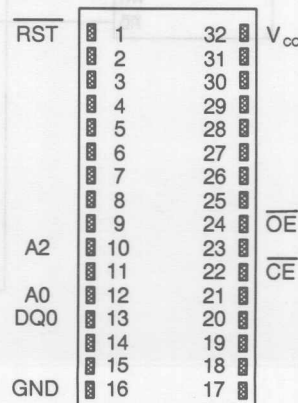 RST 1 32 Vcc
2 31
3 30
4 29
5 28
6 27
7 26
8 25
9 24 OE
A2 10 23
11 22 CE
A0 12 21
DQ0 13 20
14 19
15 18
GND 16 17